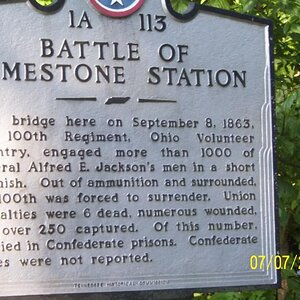 1A 113
BATTLE OF
MESTONE STATION
bridge here on September 8, 1863,
100th Regiment, Ohio Volunteer
ntry, engaged more than 1000 of
ral Alfred E. Jackson's men in a short
nish. Out of ammunition and surrounded,
100th was forced to surrender. Union
alties were 6 dead, numerous wounded,
over 250 captured. Of this number,
ied in Confederate prisons. Confederate
es were not reported.
TENNESSEE HISTORICAL COMMISSION
07/07/2